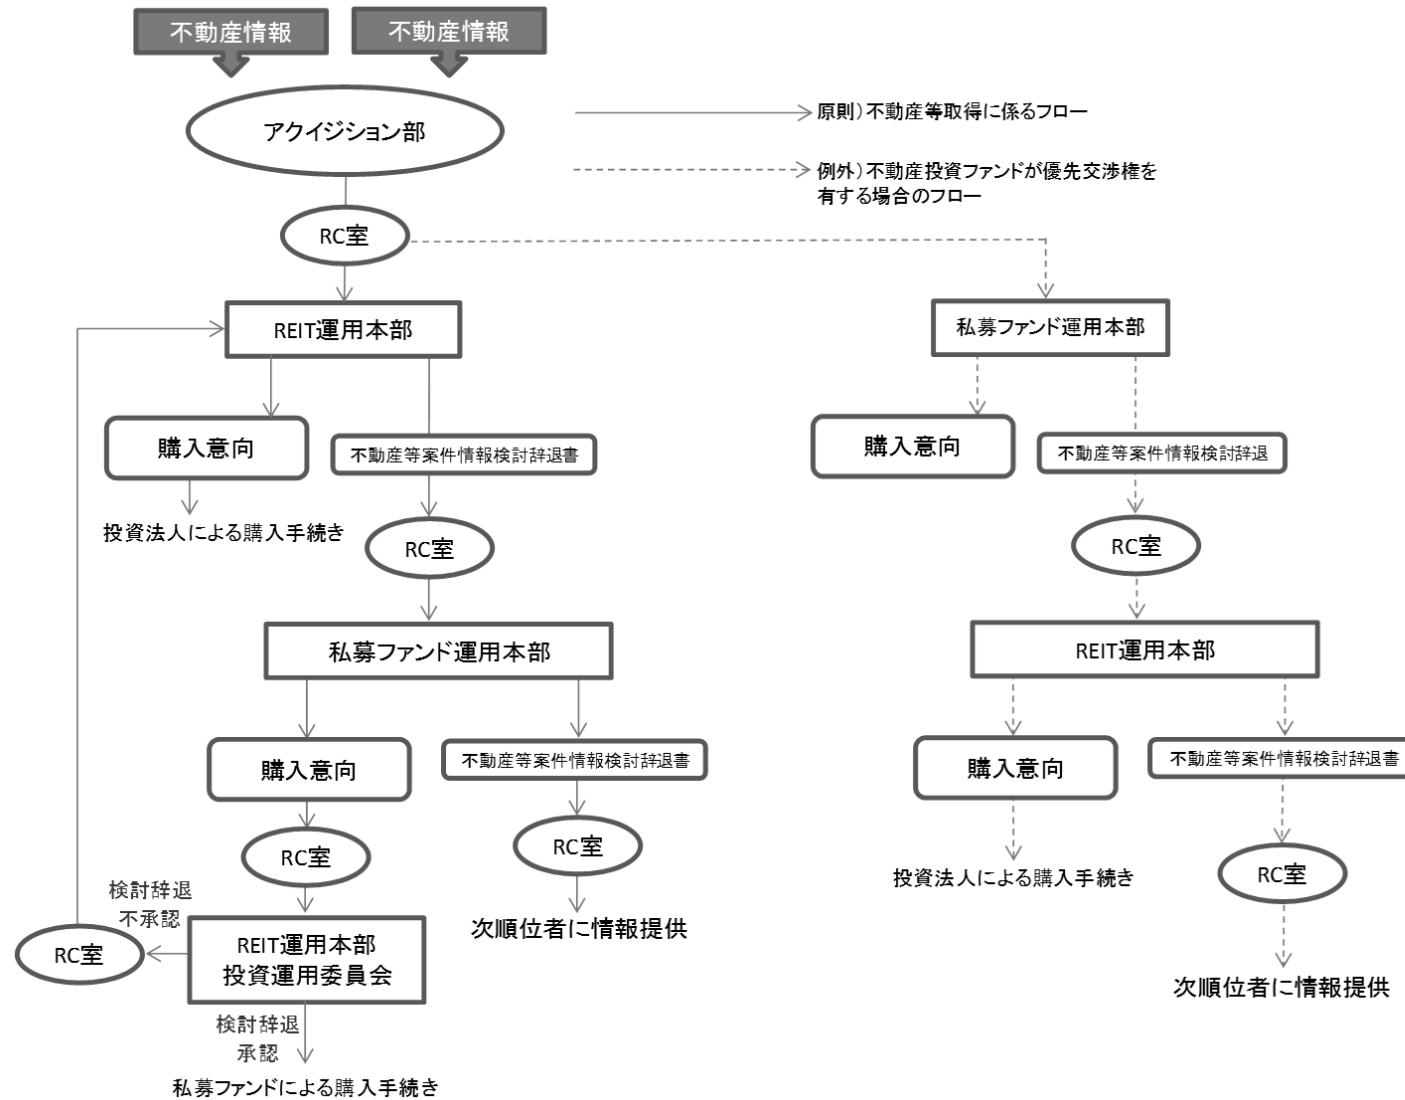 不動産情報
不動産情報
アクイジション部
原則）不動産等取得に係るフロー
例外）不動産投資ファンドが優先交渉権を
有する場合のフロー
RC室
REIT運用本部
私募ファンド運用本部
購入意向
不動産等案件情報検討辞退書
購入意向
不動産等案件情報検討辞退
投資法人による購入手続き
RC室
RC室
私募ファンド運用本部
REIT運用本部
購入意向
不動産等案件情報検討辞退書
購入意向
不動産等案件情報検討辞退書
RC室
RC室
投資法人による購入手続き
RC室
検討辞退
不承認
次順位者に情報提供
RC室
REIT運用本部
投資運用委員会
次順位者に情報提供
検討辞退
承認
私募ファンドによる購入手続き